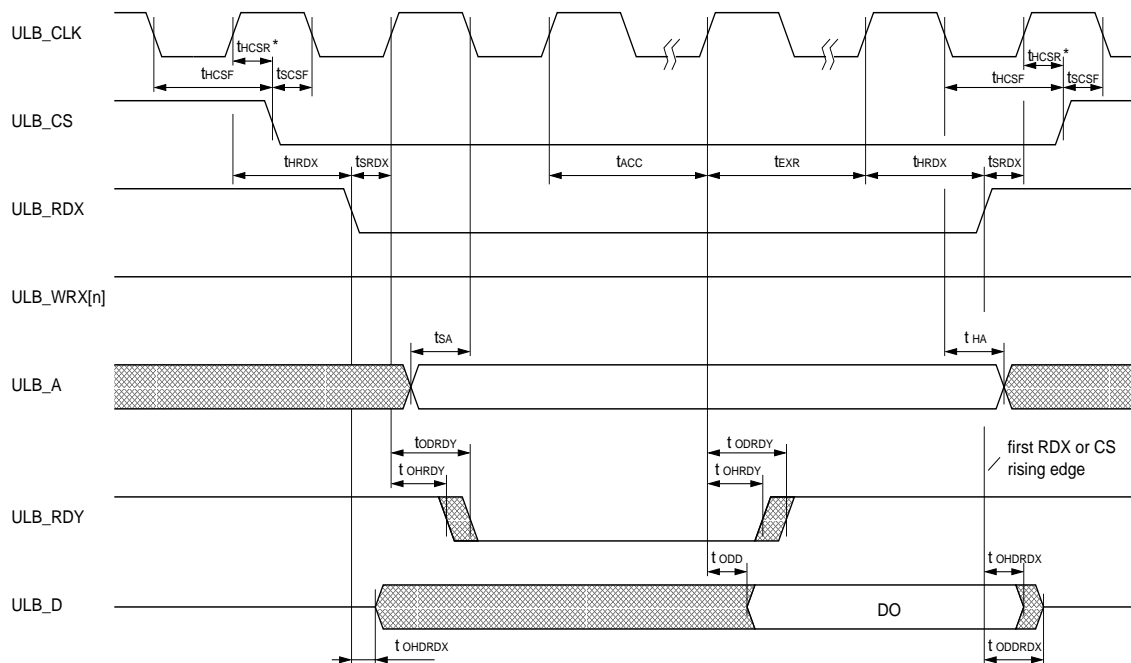 ULB_CLK
tHCSR *
tHCSF
tSCSF
tHCSR *
tHCSF
tSCSF
ULB_CS
tHRDX
tSRDX
tACC
tEXR
tHRDX
tSRDX
ULB_RDX
ULB_WRX[n]
tSA
t HA
ULB_A
tODRDY
t OHRDY
t ODRDY
t OHRDY
first RDX or CS
rising edge
ULB_RDY
t ODD
t OHDRDX
ULB_D
DO
t OHDRDX
t ODDRDX